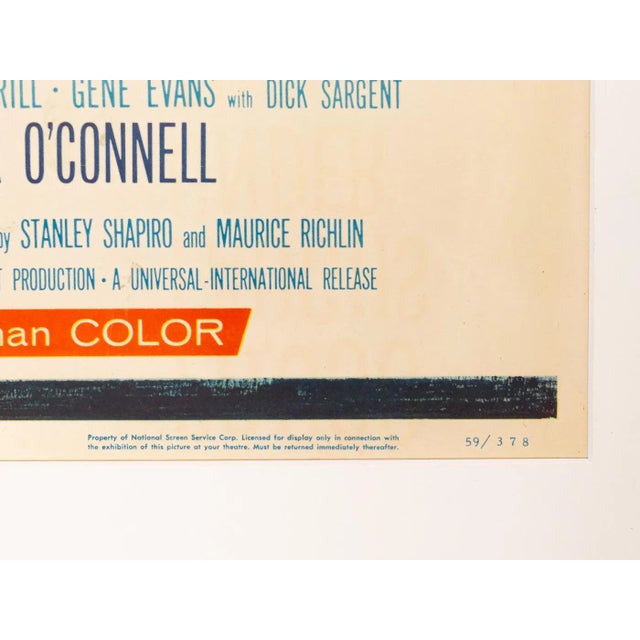 RILL · GENE EVANS with DICK SARGENT
O'CONNELL
by STANLEY SHAPIRO and MAURICE RICHLIN
T PRODUCTION · A UNIVERSAL-INTERNATIONAL RELEASE
man COLOR
Property of National Screen Service Corp. Licensed for display only in connection with
the exhibition of this picture at your theatre. Must be returned immediately thereafter.
59/378